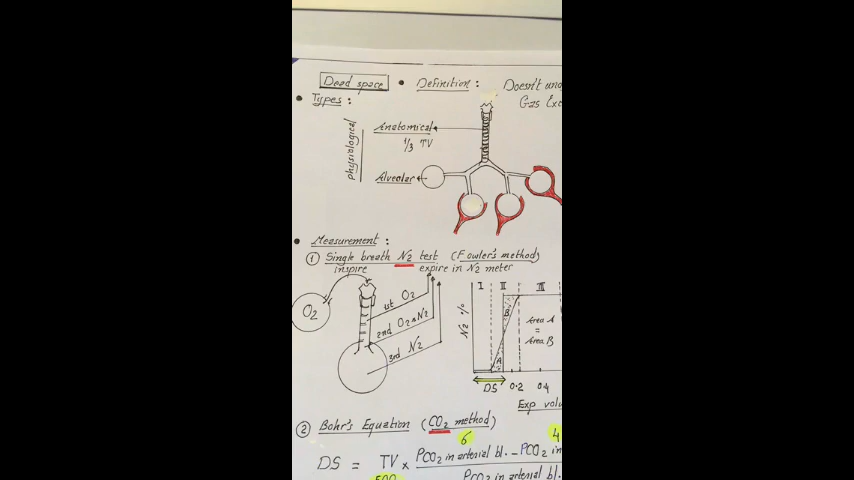 Dead space • Definition : Doesn't
Gas
• Types :
physiological
Anatomical
1/3 TV
Alveolar
• Measurement :
① Single breath N2 test (Fowler's method)
inspire expire in N2 meter
O2
1st O2
2nd O2 & N2
3rd N2
N2 %
I II III
B
A
Area A
=
Area B
DS 0.2 0.4
Exp
② Bohr's Equation (CO2 method)
6 4
DS = TV x PCO2 in arterial bl. - PCO2 in
PCO2 in arterial bl.
500